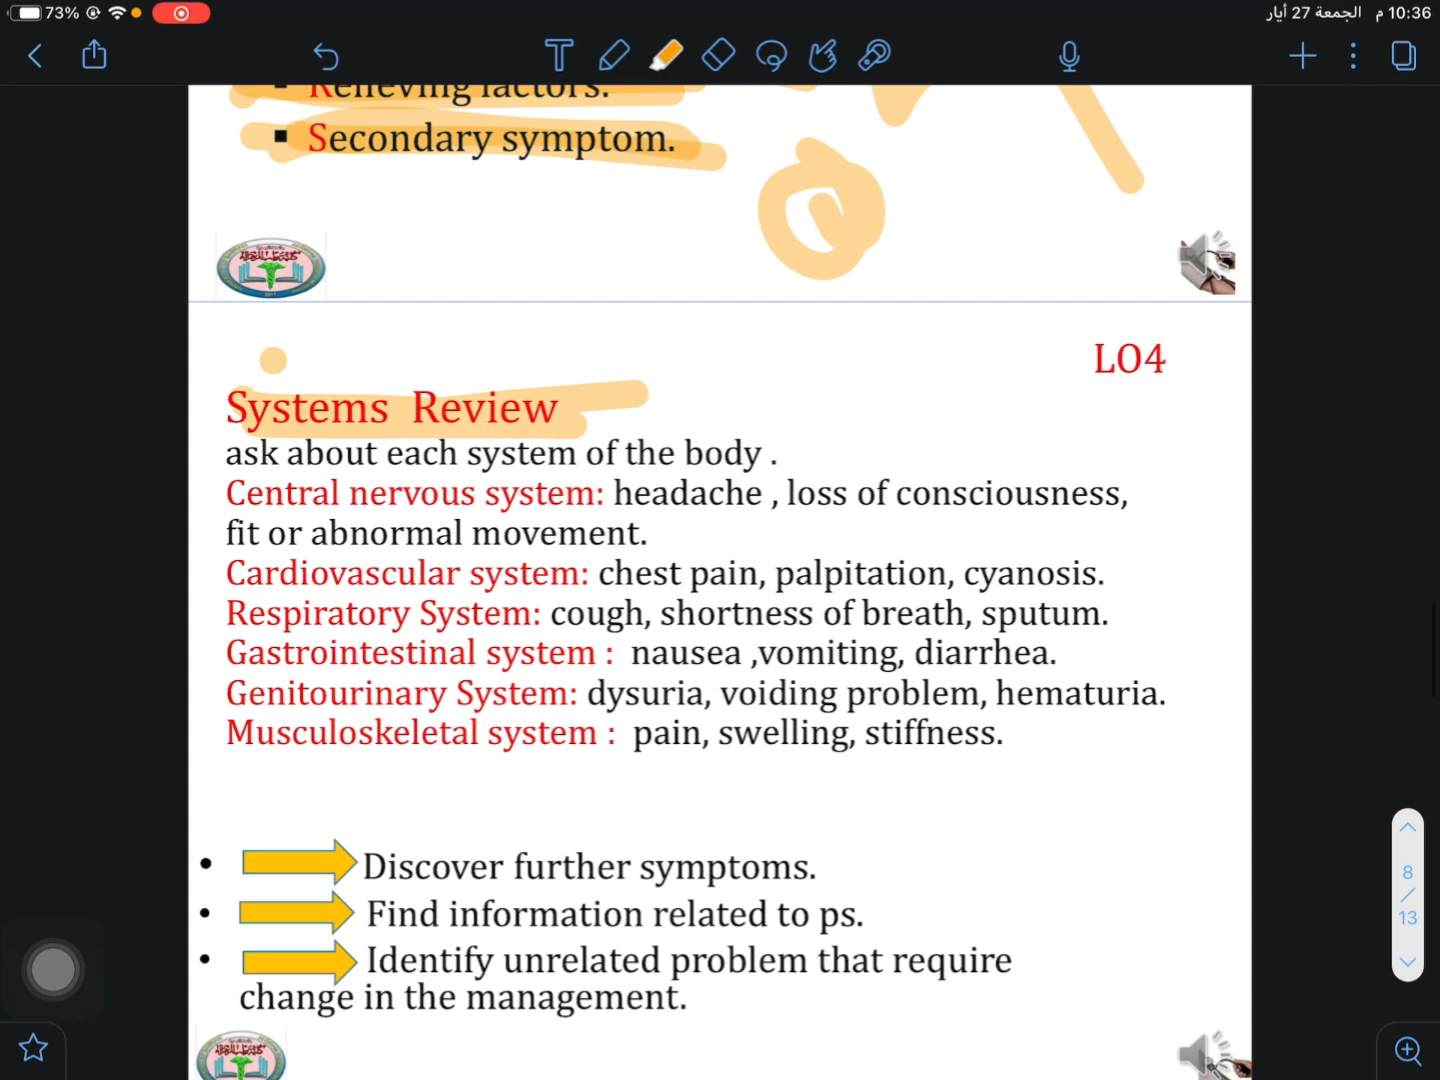 73%
10:36 م الجمعة 27 أيار
Relieving factors.
▪ Secondary symptom.
LO4
Systems Review
ask about each system of the body .
Central nervous system: headache , loss of consciousness,
fit or abnormal movement.
Cardiovascular system: chest pain, palpitation, cyanosis.
Respiratory System: cough, shortness of breath, sputum.
Gastrointestinal system : nausea ,vomiting, diarrhea.
Genitourinary System: dysuria, voiding problem, hematuria.
Musculoskeletal system : pain, swelling, stiffness.
• Discover further symptoms.
• Find information related to ps.
• Identify unrelated problem that require
change in the management.
8
/
13